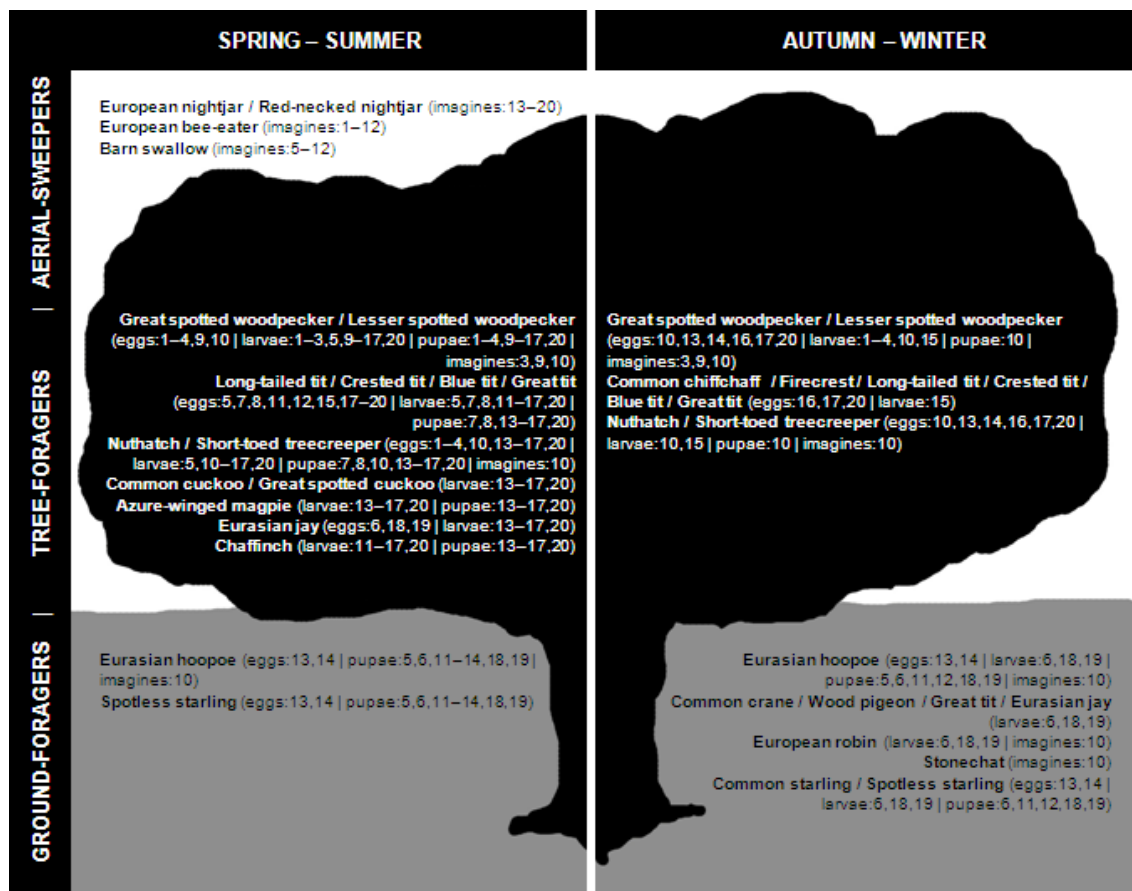 SPRING – SUMMER
AUTUMN – WINTER
AERIAL-SWEEPERS
European nightjar / Red-necked nightjar (imagines:13–20)
European bee-eater (imagines:1–12)
Barn swallow (imagines:5–12)
TREE-FORAGERS
Great spotted woodpecker / Lesser spotted woodpecker
(eggs:1–4,9,10 | larvae:1–3,5,9–17,20 | pupae:1–4,9–17,20 |
imagines:3,9,10)
Long-tailed tit / Crested tit / Blue tit / Great tit
(eggs:5,7,8,11,12,15,17–20 | larvae:5,7,8,11–17,20 |
pupae:7,8,13–17,20)
Nuthatch / Short-toed treecreeper (eggs:1–4,10,13–17,20 |
larvae:5,10–17,20 | pupae:7,8,10,13–17,20 | imagines:10)
Common cuckoo / Great spotted cuckoo (larvae:13–17,20)
Azure-winged magpie (larvae:13–17,20 | pupae:13–17,20)
Eurasian jay (eggs:6,18,19 | larvae:13–17,20)
Chaffinch (larvae:11–17,20 | pupae:13–17,20)
Great spotted woodpecker / Lesser spotted woodpecker
(eggs:10,13,14,16,17,20 | larvae:1–4,10,15 | pupae:10 |
imagines:3,9,10)
Common chiffchaff / Firecrest / Long-tailed tit / Crested tit /
Blue tit / Great tit (eggs:16,17,20 | larvae:15)
Nuthatch / Short-toed treecreeper (eggs:10,13,14,16,17,20 |
larvae:10,15 | pupae:10 | imagines:10)
GROUND-FORAGERS
Eurasian hoopoe (eggs:13,14 | pupae:5,6,11–14,18,19 |
imagines:10)
Spotless starling (eggs:13,14 | pupae:5,6,11–14,18,19)
Eurasian hoopoe (eggs:13,14 | larvae:6,18,19 |
pupae:5,6,11,12,18,19 | imagines:10)
Common crane / Wood pigeon / Great tit / Eurasian jay
(larvae:6,18,19)
European robin (larvae:6,18,19 | imagines:10)
Stonechat (imagines:10)
Common starling / Spotless starling (eggs:13,14 |
larvae:6,18,19 | pupae:6,11,12,18,19)